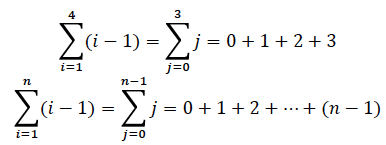 ∑_{i=1}^{4}(i − 1) = ∑_{j=0}^{3} j = 0 + 1 + 2 + 3
∑_{i=1}^{n}(i − 1) = ∑_{j=0}^{n−1} j = 0 + 1 + 2 + ⋯ + (n − 1)